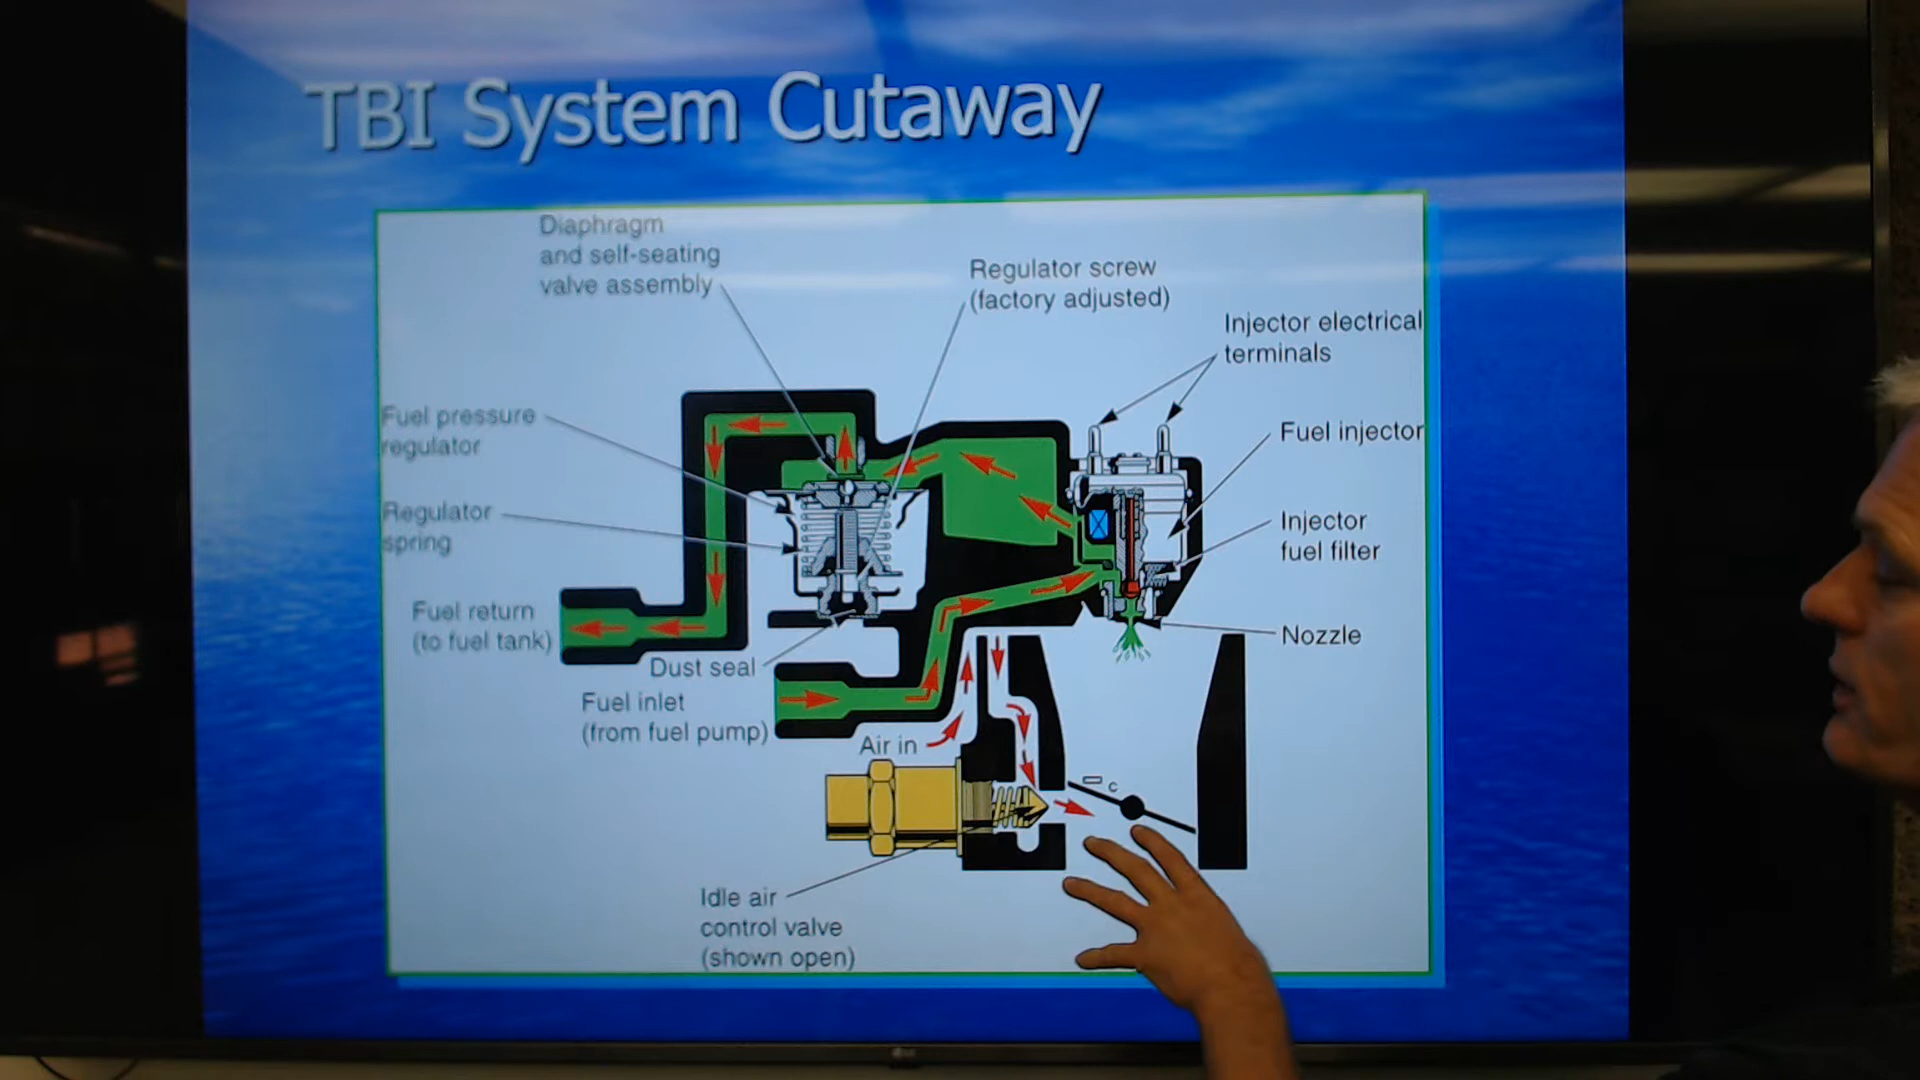 TBI System Cutaway
Diaphragm
and self-seating
valve assembly
Regulator screw
(factory adjusted)
Injector electrical
terminals
Fuel pressure
regulator
Fuel injector
Regulator
spring
Injector
fuel filter
Fuel return
(to fuel tank)
Nozzle
Dust seal
Fuel inlet
(from fuel pump)
Air in
c
Idle air
control valve
(shown open)
LG